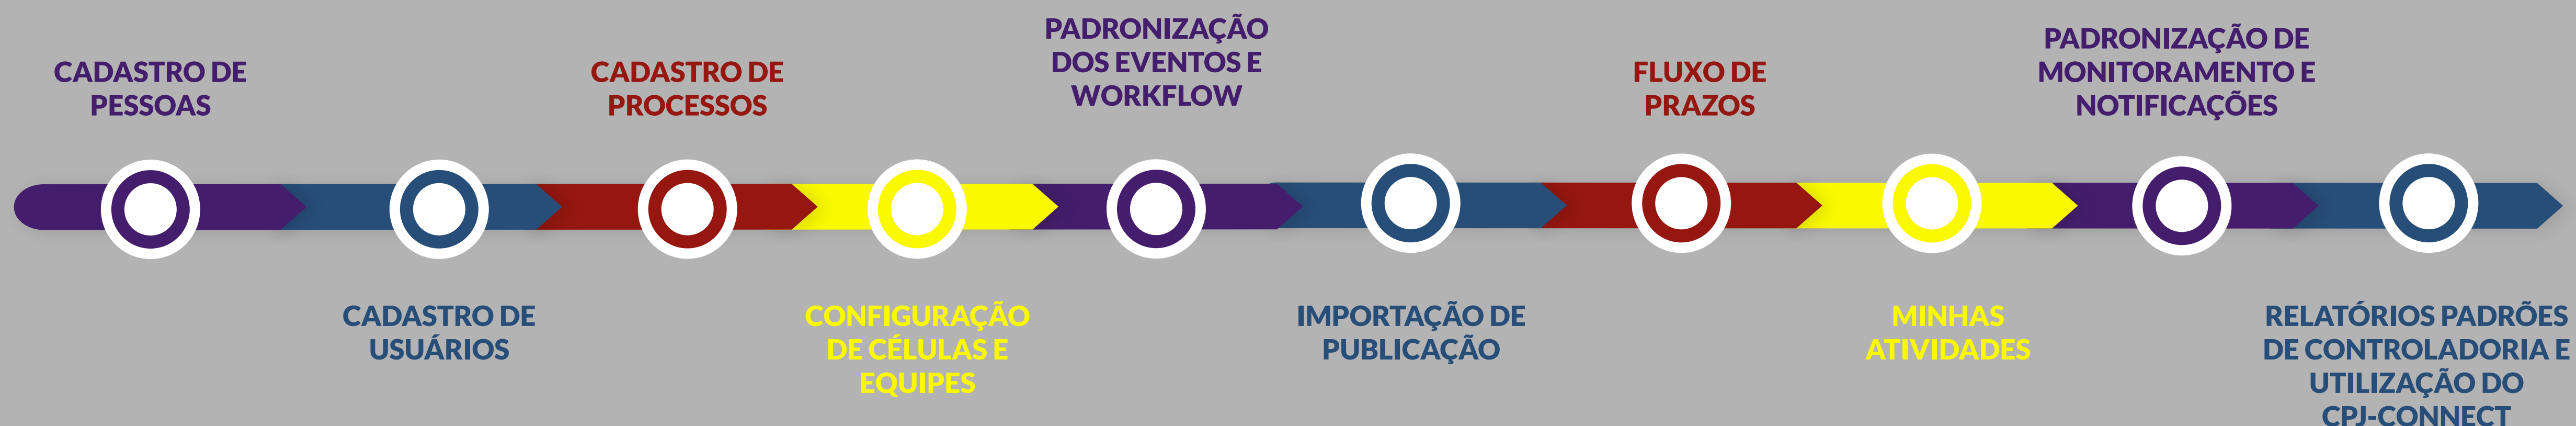 CADASTRO DE
PESSOAS
CADASTRO DE
USUÁRIOS
CADASTRO DE
PROCESSOS
CONFIGURAÇÃO
DE CÉLULAS E
EQUIPES
PADRONIZAÇÃO
DOS EVENTOS E
WORKFLOW
IMPORTAÇÃO DE
PUBLICAÇÃO
FLUXO DE
PRAZOS
MINHAS
ATIVIDADES
PADRONIZAÇÃO DE
MONITORAMENTO E
NOTIFICAÇÕES
RELATÓRIOS PADRÕES
DE CONTROLADORIA E
UTILIZAÇÃO DO
CPJ-CONNECT